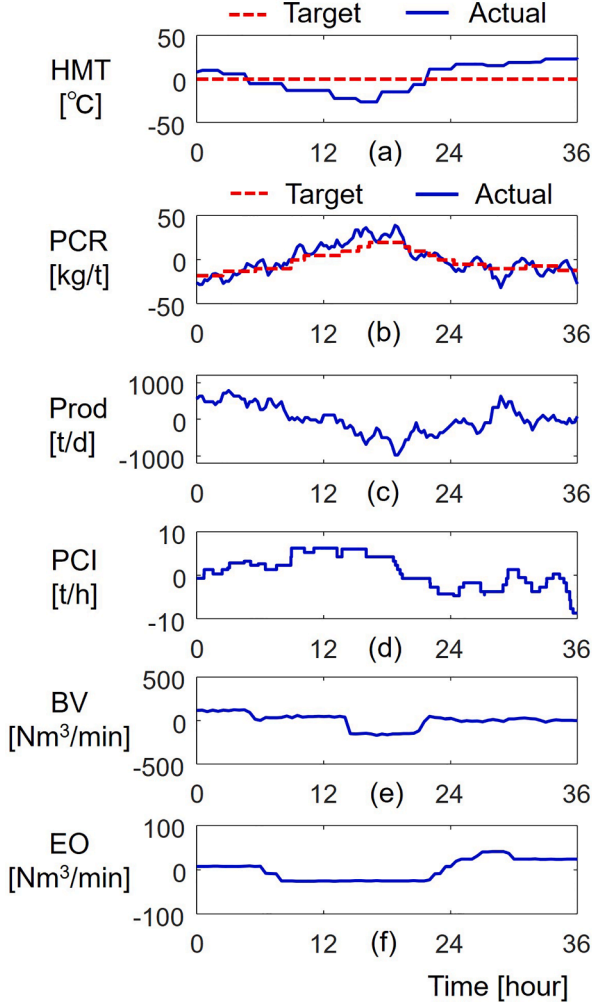 Target Actual
50
HMT
0
[℃]
-50
0 12 (a) 24 36
Target Actual
50
PCR
0
[kg/t]
-50
0 12 (b) 24 36
1000
Prod
0
[t/d]
-1000
0 12 (c) 24 36
10
PCI
0
[t/h]
-10
0 12 (d) 24 36
500
BV
0
[Nm³/min]
-500
0 12 (e) 24 36
100
EO
0
[Nm³/min]
-100
0 12 (f) 24 36
Time [hour]